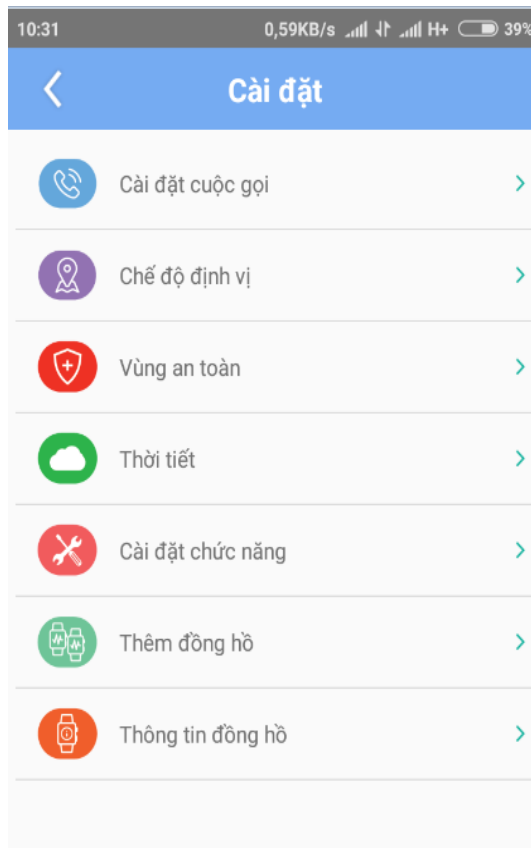 10:31 0,59KB/s H+ 39%
Cài đặt
Cài đặt cuộc gọi
Chế độ định vị
Vùng an toàn
Thời tiết
Cài đặt chức năng
Thêm đồng hồ
Thông tin đồng hồ